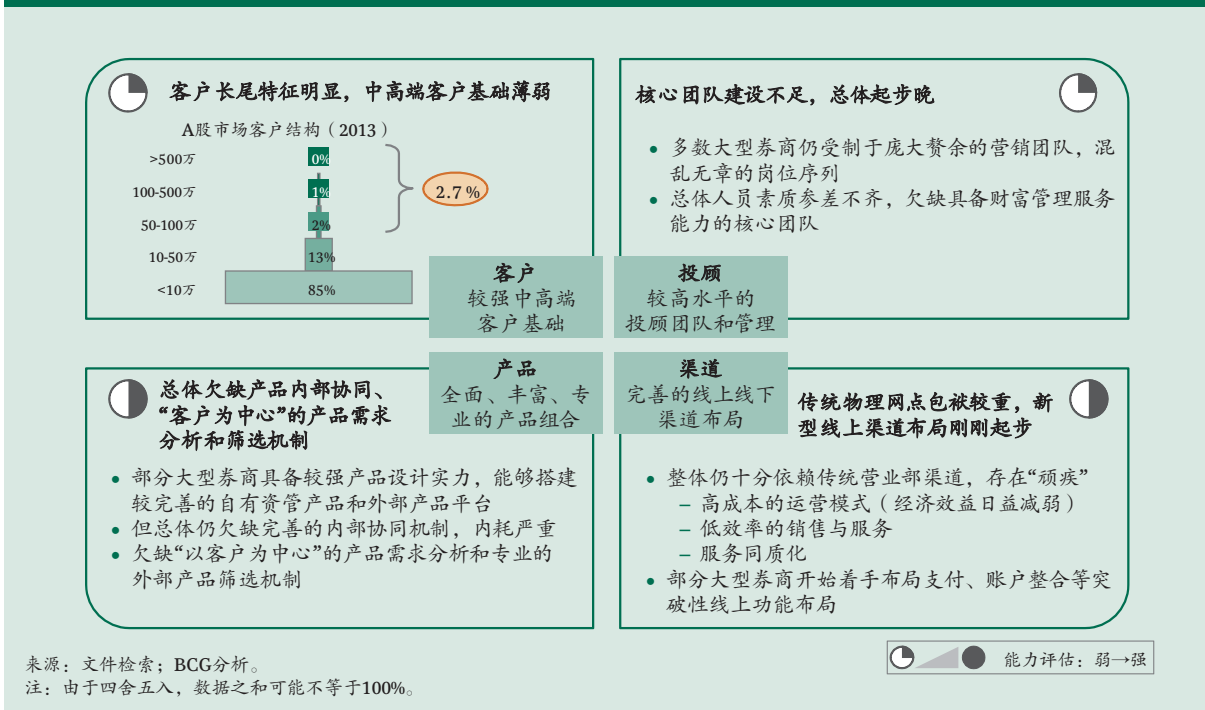 客户长尾特征明显，中高端客户基础薄弱
A股市场客户结构（2013）
>500万
0%
100-500万
1%
50-100万
2%
10-50万
13%
<10万
85%
2.7%
核心团队建设不足，总体起步晚
• 多数大型券商仍受制于庞大赘余的营销团队，混
乱无章的岗位序列
• 总体人员素质参差不齐，欠缺具备财富管理服务
能力的核心团队
客户
较强中高端
客户基础
投顾
较高水平的
投顾团队和管理
产品
全面、丰富、专
业的产品组合
渠道
完善的线上线下
渠道布局
总体欠缺产品内部协同、
“客户为中心”的产品需求
分析和筛选机制
• 部分大型券商具备较强产品设计实力，能够搭建
较完善的自有资管产品和外部产品平台
• 但总体仍欠缺完善的内部协同机制，内耗严重
• 欠缺“以客户为中心”的产品需求分析和专业的
外部产品筛选机制
传统物理网点包袱较重，新
型线上渠道布局刚刚起步
• 整体仍十分依赖传统营业部渠道，存在“顽疾”
– 高成本的运营模式（经济效益日益减弱）
– 低效率的销售与服务
– 服务同质化
• 部分大型券商开始着手布局支付、账户整合等突
破性线上功能布局
来源：文件检索；BCG分析。
注：由于四舍五入，数据之和可能不等于100%。
能力评估：弱→强